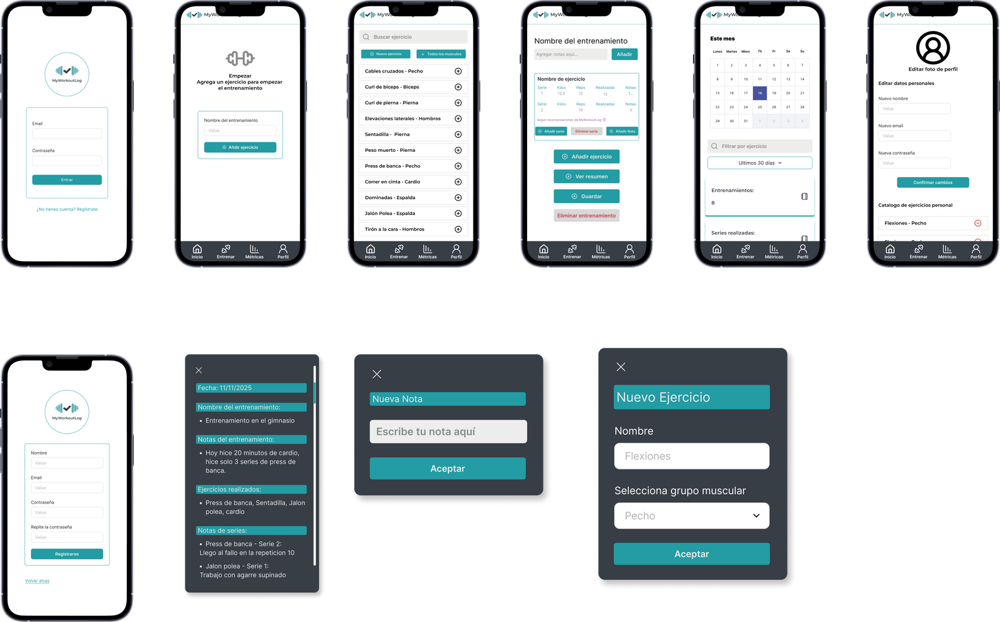 MyWorkoutLog
Email
Contraseña
Entrar
¿No tienes cuenta? Regístrate
MyWo
Empezar
Agrega un ejercicio para empezar
el entrenamiento
Nombre del entrenamiento
Value
Añdir ejercicio
Inicio
Entrenar
Métricas
Perfil
MyWo
Buscar ejercicio
Nuevo ejercicio
Todos los musculos
Cables cruzados - Pecho
Curl de biceps - Biceps
Curl de pierna - Pierna
Elevaciones laterales - Hombros
Sentadilla - Pierna
Peso muerto - Pierna
Press de banca - Pecho
Correr en cinta - Cardio
Dominadas - Espalda
Jalón Polea - Espalda
Tirón a la cara - Hombros
Inicio
Entrenar
Métricas
Perfil
MyWo
Nombre del entrenamiento
Agregar notas aquí...
Añadir
Nombre de ejercicio
Serie Kilos Reps Realizadas Notas
1 12,5 12 12 1...
Serie Kilos Reps Realizadas Notas
2 10 0
Seguir recomendaciones de MyWorkoutLog
Añadir serie
Eliminar serie
Añadir Nota
Añadir ejercicio
Ver resumen
Guardar
Eliminar entrenamiento
Inicio
Entrenar
Métricas
Perfil
MyW
Este mes
Lunes Martes Mierc Th Fr Sa Su
1 2 3 4 5 6 7
8 9 10 11 12 13 14
15 16 17 18 19 20 21
22 23 24 25 26 27 28
29 30 31 1 2 3 4
Filtrar por ejercicio
Ultimos 30 días
Entrenamientos:
8
Series realizadas:
Inicio
Entrenar
Métricas
Perfil
MyWo
Editar foto de perfil
Editar datos personales
Nuevo nombre
Value
Nuevo email
Value
Nueva contraseña
Value
Confirmar cambios
Catalogo de ejercicios personal
Flexiones - Pecho
Inicio
Entrenar
Métricas
Perfil
MyWorkoutLog
Nombre
Value
Email
Value
Contraseña
Value
Repite la contraseña
Value
Registrarse
Volver atras
Fecha: 11/11/2025
Nombre del entrenamiento:
• Entrenamiento en el gimnasio
Notas del entrenamiento:
• Hoy hice 20 minutos de cardio,
hice solo 3 series de press de
banca.
Ejercicios realizados:
• Press de banca, Sentadilla, Jalon
polea, cardio
Notas de series:
• Press de banca - Serie 2:
Llego al fallo en la repeticion 10
• Jalon polea - Serie 1:
Trabajo con agarre supinado
Nueva Nota
Escribe tu nota aquí
Aceptar
Nuevo Ejercicio
Nombre
Flexiones
Selecciona grupo muscular
Pecho
Aceptar